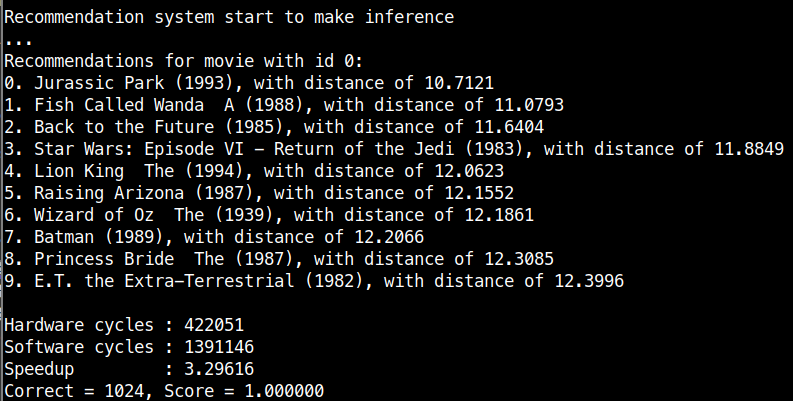 Recommendation system start to make inference
...
Recommendations for movie with id 0:
0. Jurassic Park (1993), with distance of 10.7121
1. Fish Called Wanda  A (1988), with distance of 11.0793
2. Back to the Future (1985), with distance of 11.6404
3. Star Wars: Episode VI - Return of the Jedi (1983), with distance of 11.8849
4. Lion King  The (1994), with distance of 12.0623
5. Raising Arizona (1987), with distance of 12.1552
6. Wizard of Oz  The (1939), with distance of 12.1861
7. Batman (1989), with distance of 12.2066
8. Princess Bride  The (1987), with distance of 12.3085
9. E.T. the Extra-Terrestrial (1982), with distance of 12.3996
Hardware cycles : 422051
Software cycles : 1391146
Speedup         : 3.29616
Correct = 1024, Score = 1.000000